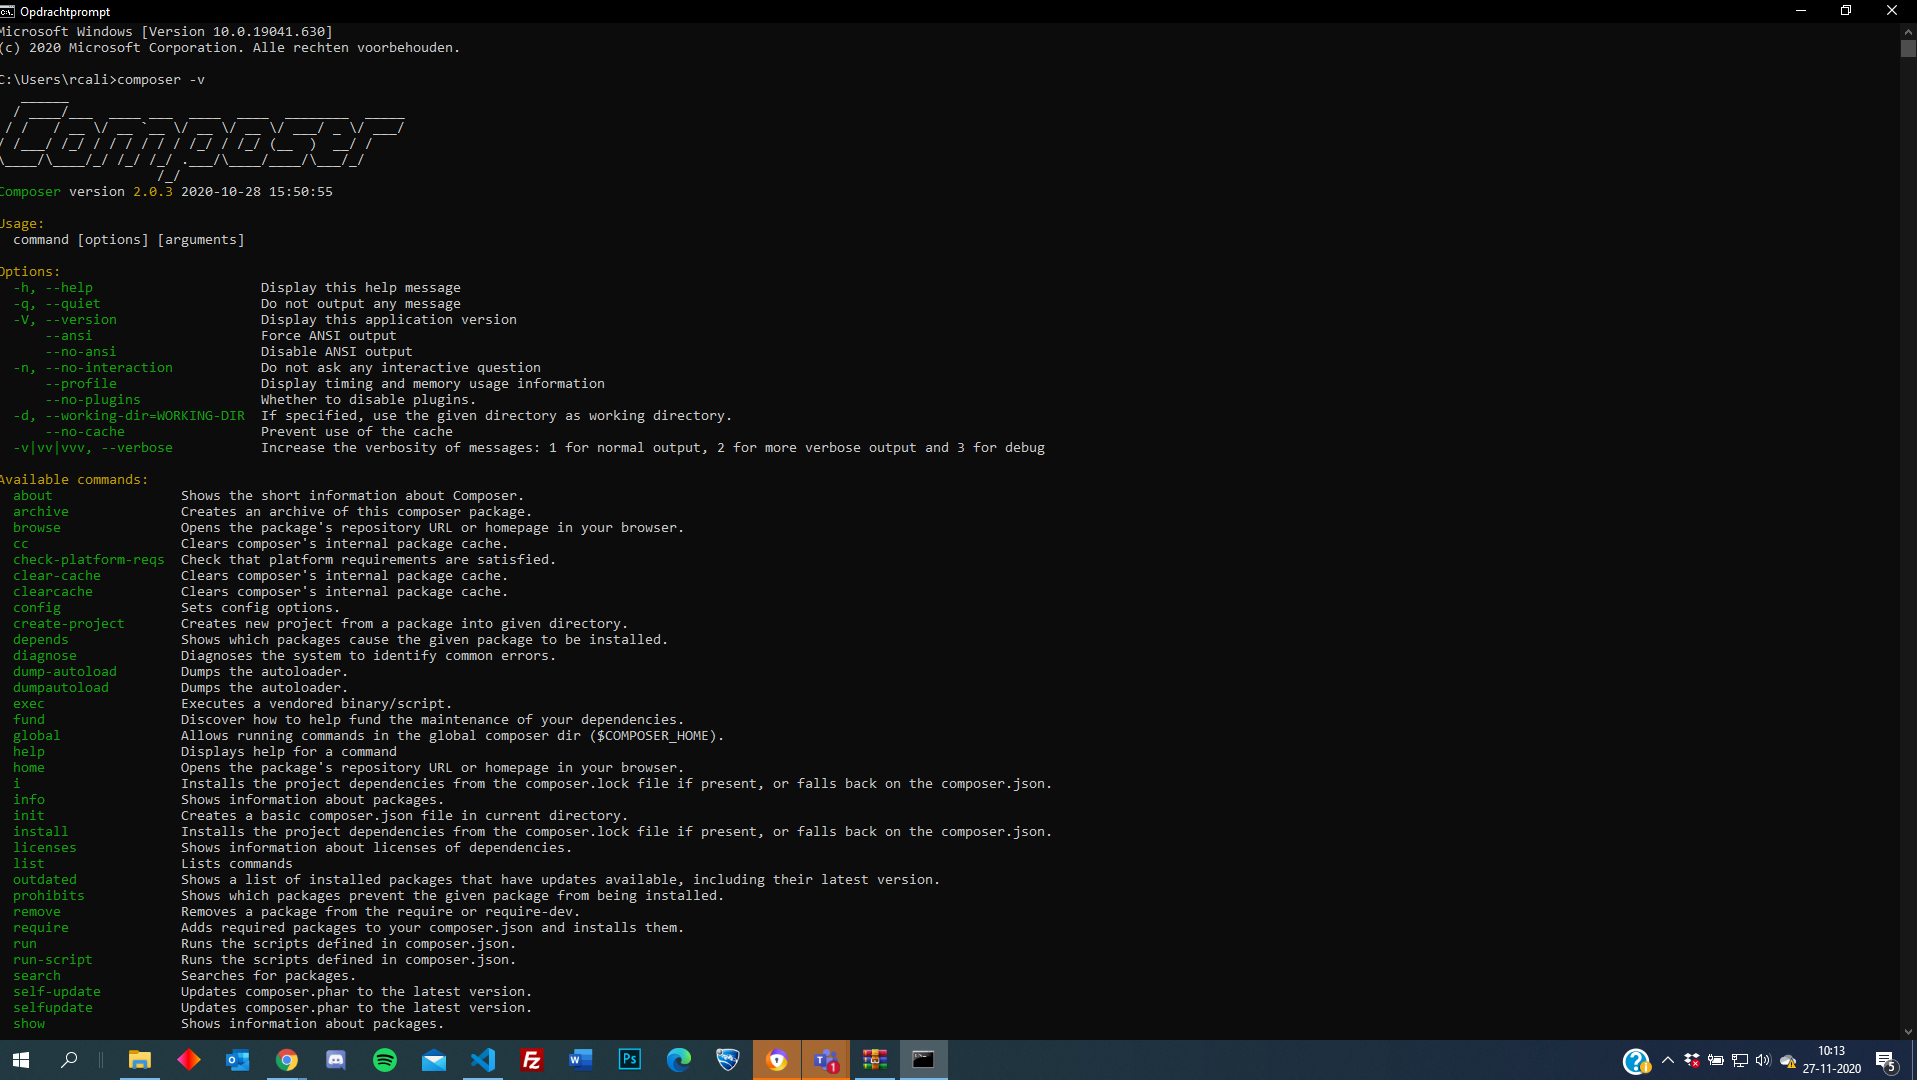 Opdrachtprompt
Microsoft Windows [Version 10.0.19041.630]
(c) 2020 Microsoft Corporation. Alle rechten voorbehouden.
C:\Users\rcali>composer -v
Composer
Composer version 2.0.3 2020-10-28 15:50:55
Usage:
command [options] [arguments]
Options:
-h, --help Display this help message
-q, --quiet Do not output any message
-V, --version Display this application version
--ansi Force ANSI output
--no-ansi Disable ANSI output
-n, --no-interaction Do not ask any interactive question
--profile Display timing and memory usage information
--no-plugins Whether to disable plugins.
-d, --working-dir=WORKING-DIR If specified, use the given directory as working directory.
--no-cache Prevent use of the cache
-v|vv|vvv, --verbose Increase the verbosity of messages: 1 for normal output, 2 for more verbose output and 3 for debug
Available commands:
about Shows the short information about Composer.
archive Creates an archive of this composer package.
browse Opens the package's repository URL or homepage in your browser.
cc Clears composer's internal package cache.
check-platform-reqs Check that platform requirements are satisfied.
clear-cache Clears composer's internal package cache.
clearcache Clears composer's internal package cache.
config Sets config options.
create-project Creates new project from a package into given directory.
depends Shows which packages cause the given package to be installed.
diagnose Diagnoses the system to identify common errors.
dump-autoload Dumps the autoloader.
dumpautoload Dumps the autoloader.
exec Executes a vendored binary/script.
fund Discover how to help fund the maintenance of your dependencies.
global Allows running commands in the global composer dir ($COMPOSER_HOME).
help Displays help for a command
home Opens the package's repository URL or homepage in your browser.
i Installs the project dependencies from the composer.lock file if present, or falls back on the composer.json.
info Shows information about packages.
init Creates a basic composer.json file in current directory.
install Installs the project dependencies from the composer.lock file if present, or falls back on the composer.json.
licenses Shows information about licenses of dependencies.
list Lists commands
outdated Shows a list of installed packages that have updates available, including their latest version.
prohibits Shows which packages prevent the given package from being installed.
remove Removes a package from the require or require-dev.
require Adds required packages to your composer.json and installs them.
run Runs the scripts defined in composer.json.
run-script Runs the scripts defined in composer.json.
search Searches for packages.
self-update Updates composer.phar to the latest version.
selfupdate Updates composer.phar to the latest version.
show Shows information about packages.
10:13
27-11-2020
5